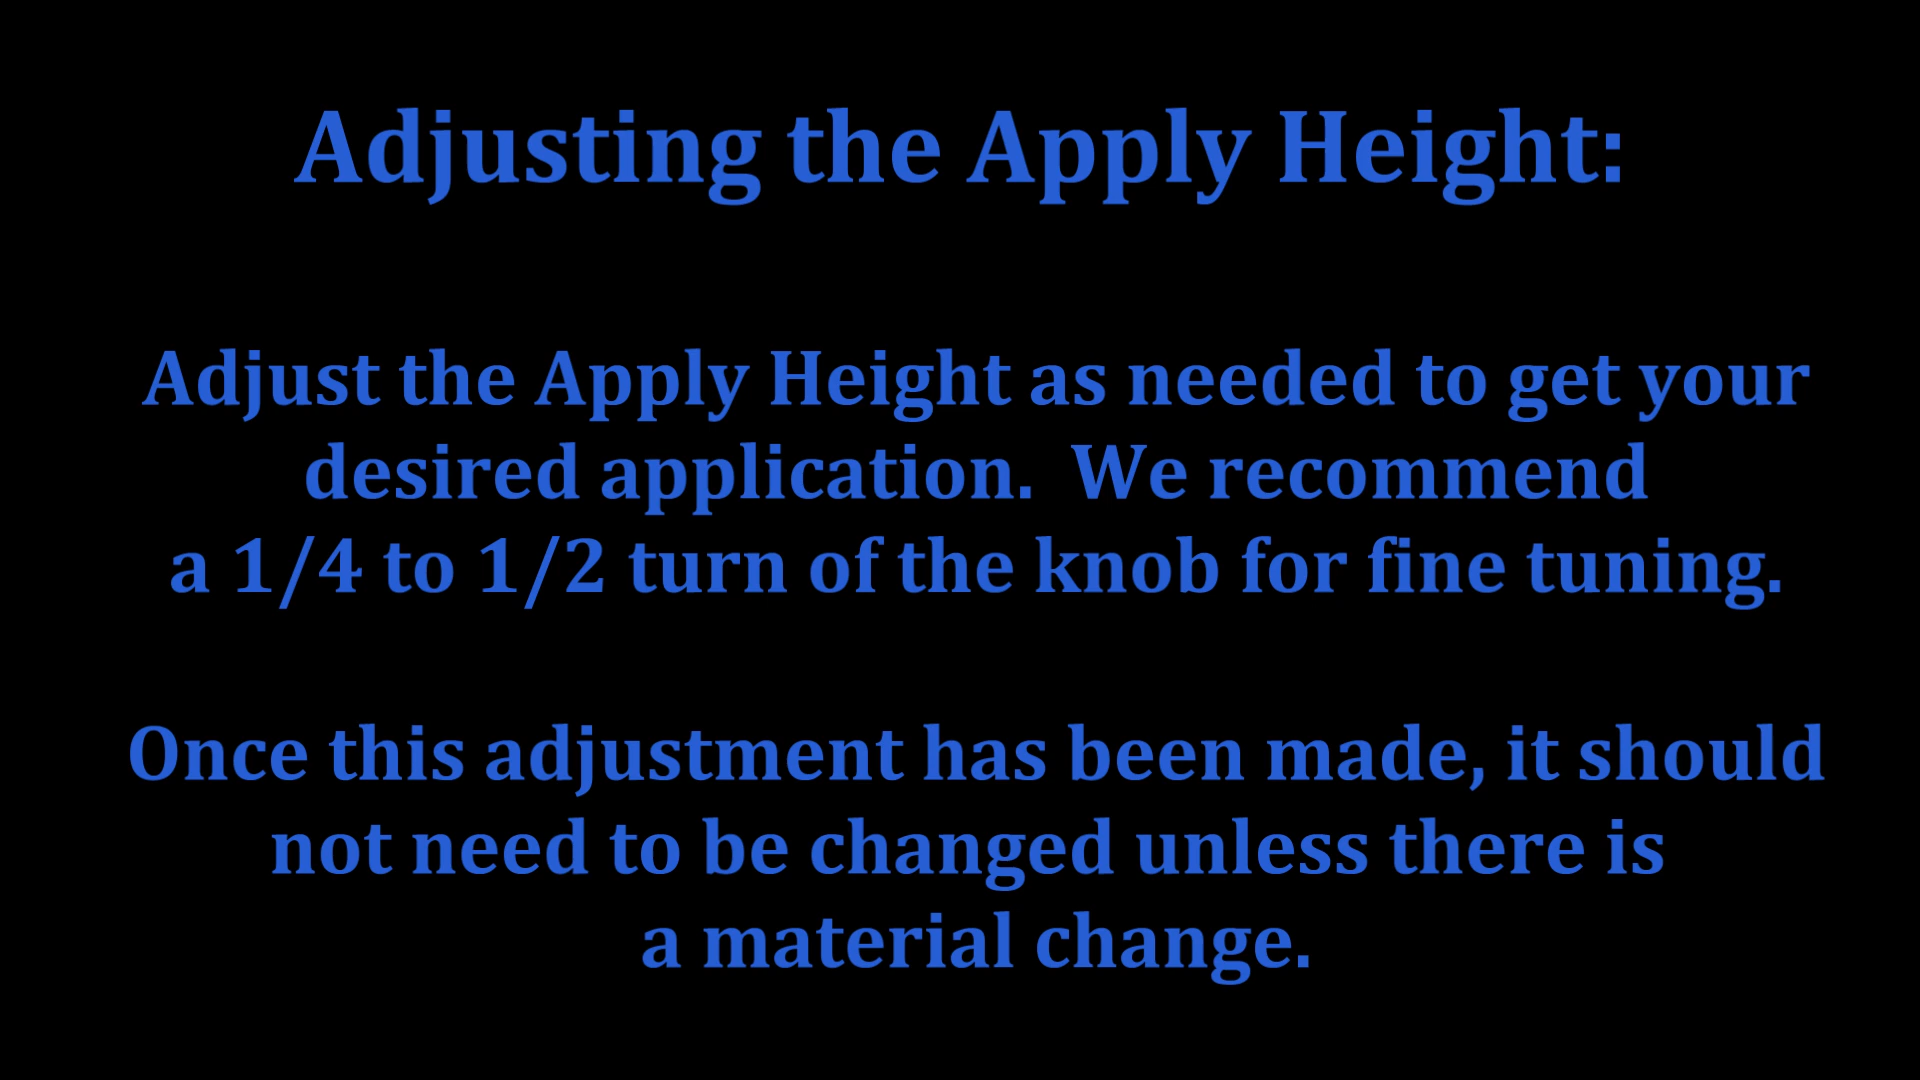 Adjusting the Apply Height:
Adjust the Apply Height as needed to get your
desired application.  We recommend
a 1/4 to 1/2 turn of the knob for fine tuning.
Once this adjustment has been made, it should
not need to be changed unless there is
a material change.